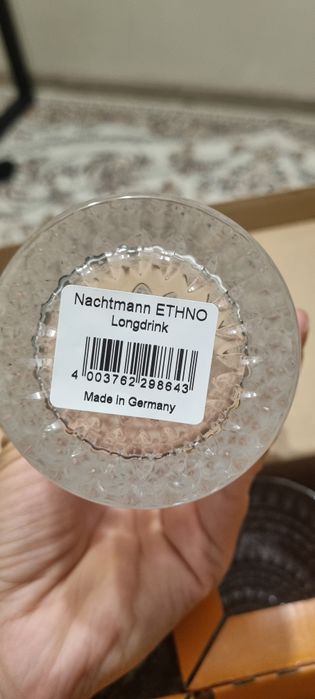 Nachtmann ETHNO
Longdrink
4 003762 298643
Made in Germany